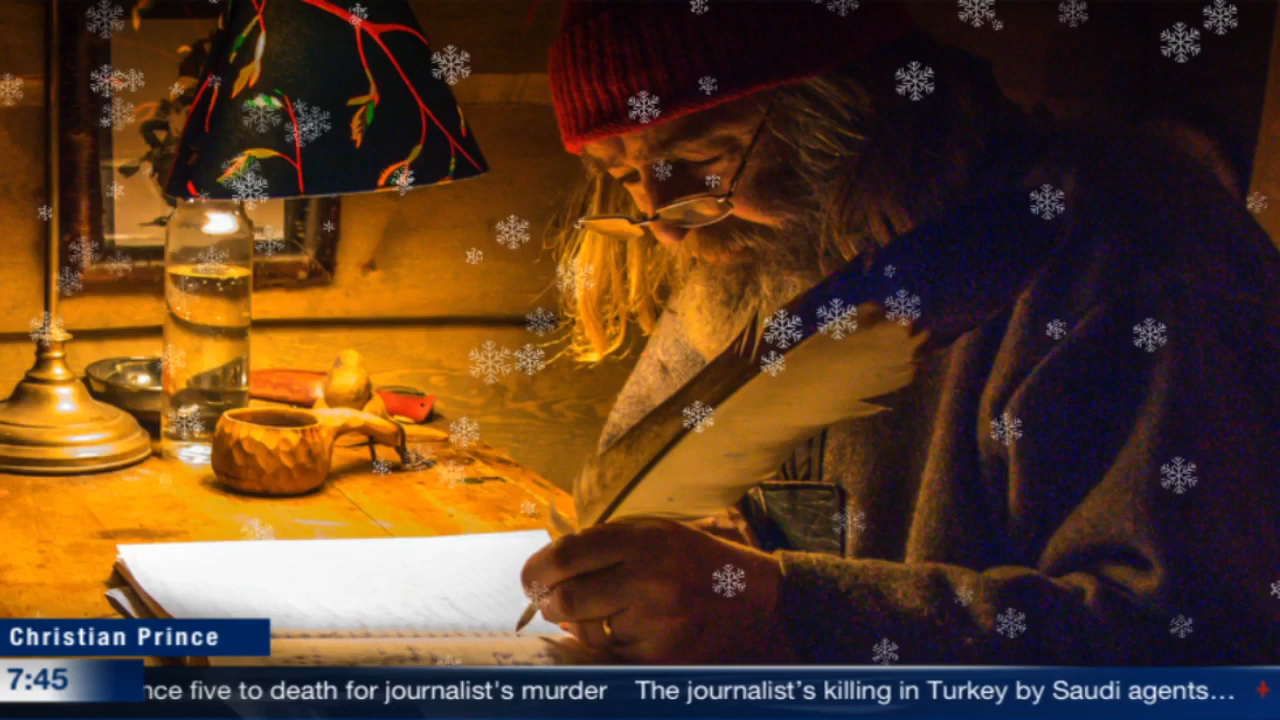 Christian Prince
7:45
nce five to death for journalist's murder The journalist’s killing in Turkey by Saudi agents...